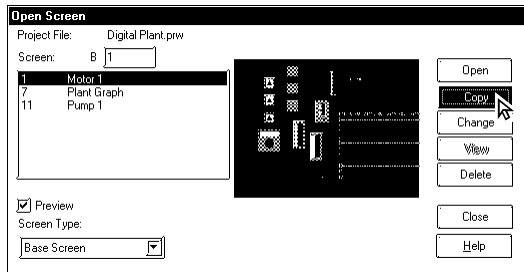 Open Screen
Project File: Digital Plant.prw
Screen: B 1
1 Motor 1
7 Plant Graph
11 Pump 1
Open
Copy
Change
View
Delete
Preview
Screen Type:
Base Screen
Close
Help